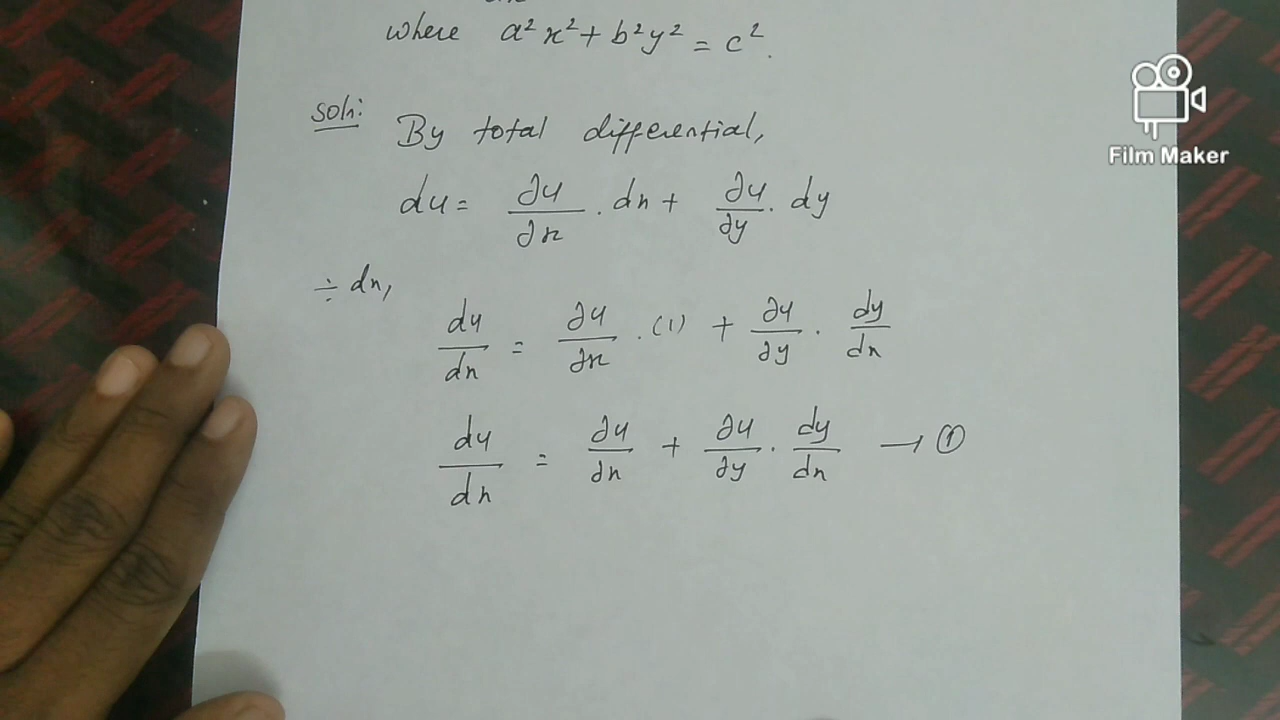 where a²x² + b²y² = c².
Soln:
By total differential,
du = ∂u/∂x . dx + ∂u/∂y . dy
÷ dx,
du/dx = ∂u/∂x . (1) + ∂u/∂y . dy/dx
du/dx = ∂u/∂x + ∂u/∂y . dy/dx → ①
Film Maker